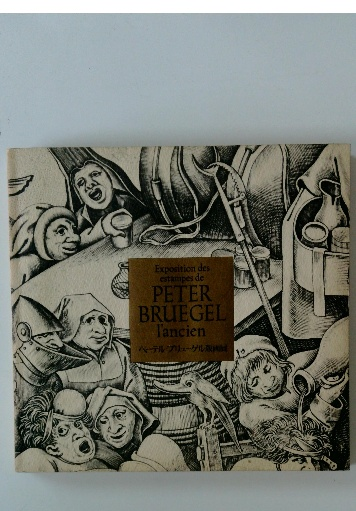 Exposition des
estampes de
PETER
BRUEGEL
l'ancien
ピーテル・ブリューゲル版画展